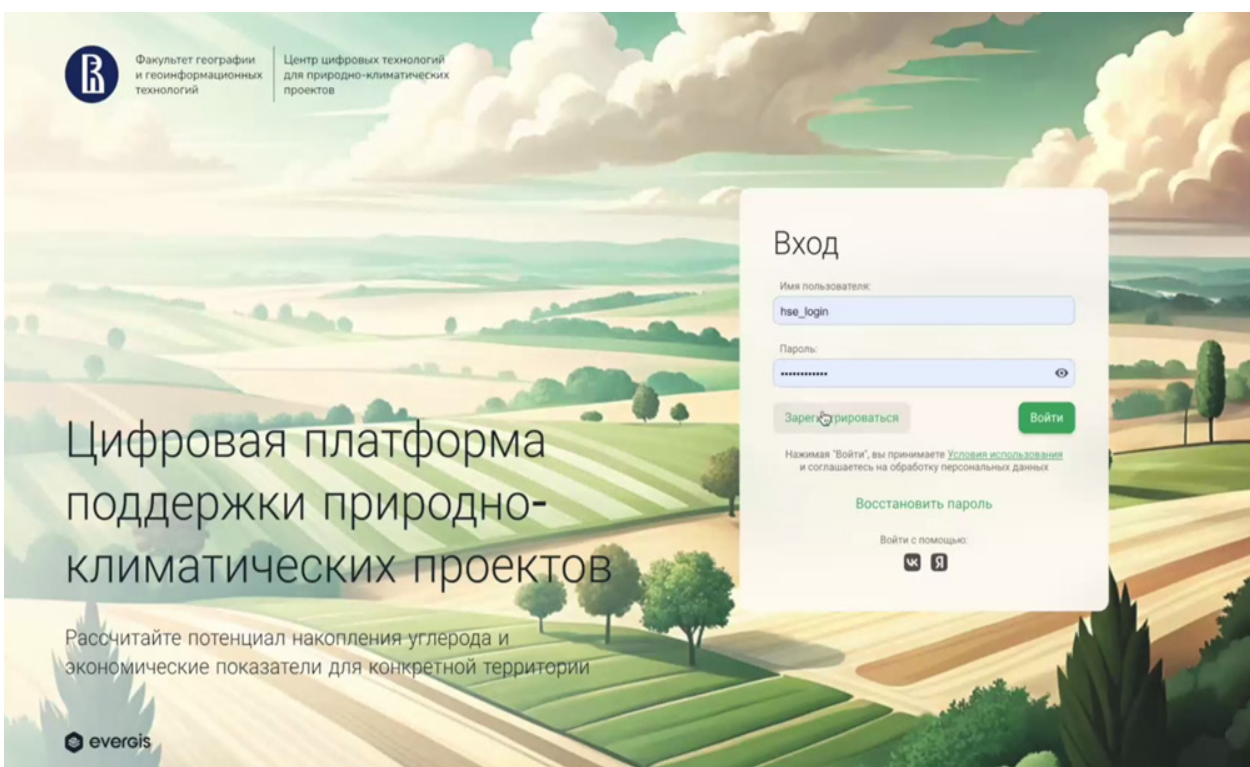 Факультет географии
и геоинформационных
технологий
Центр цифровых технологий
для природно-климатических
проектов
Цифровая платформа
поддержки природно-
климатических проектов
Рассчитайте потенциал накопления углерода и
экономические показатели для конкретной территории
evergis
Вход
Имя пользователя:
hse_login
Пароль:
••••••••••••
Зарегистрироваться
Войти
Нажимая "Войти", вы принимаете Условия использования
и соглашаетесь на обработку персональных данных
Восстановить пароль
Войти с помощью: